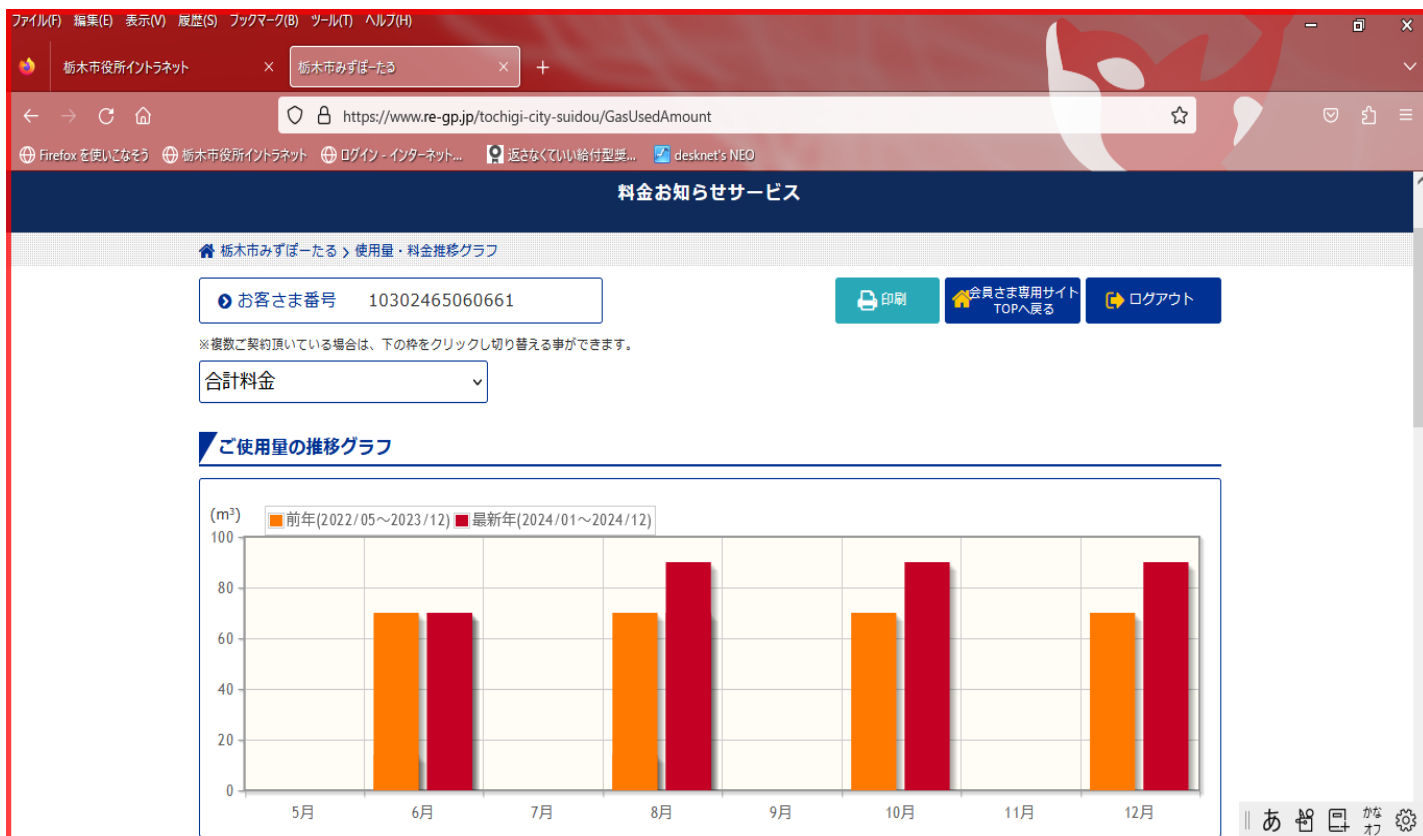 ファイル(F) 編集(E) 表示(V) 履歴(S) ブックマーク(B) ツール(T) ヘルプ(H)
栃木市役所イントラネット
栃木市みずぽーたる
https://www.re-gp.jp/tochigi-city-suidou/GasUsedAmount
Firefox を使いこなそう 栃木市役所イントラネット ログイン - インターネット... 返さなくていい給付型奨... desknet's NEO
料金お知らせサービス
栃木市みずぽーたる > 使用量・料金推移グラフ
お客さま番号 10302465060661
印刷
会員さま専用サイト
TOPへ戻る
ログアウト
※複数ご契約頂いている場合は、下の枠をクリックし切り替える事ができます。
合計料金
ご使用量の推移グラフ
(m³)
前年(2022/05～2023/12) 最新年(2024/01～2024/12)
100
80
60
40
20
0
5月 6月 7月 8月 9月 10月 11月 12月
あ
かな
オフ